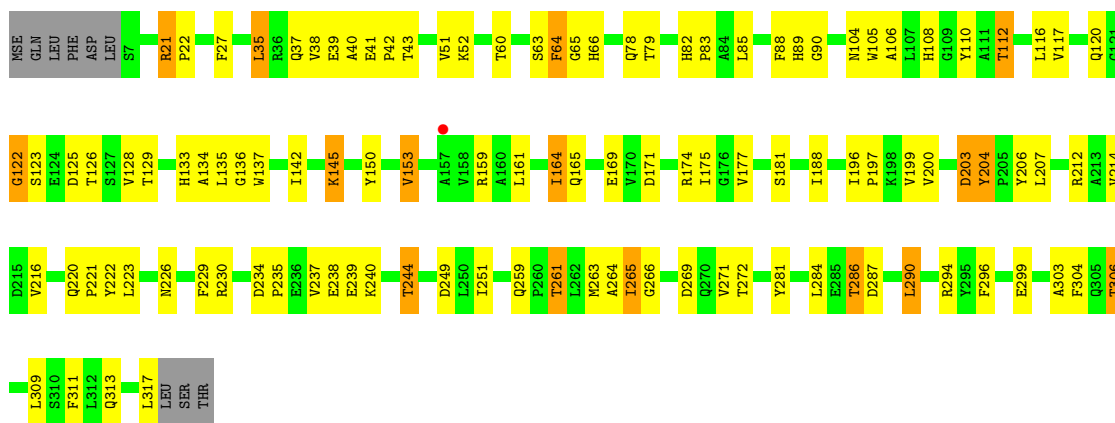 MSE GLN LEU PHE ASP LEU S7 R21 P22 F27 L35 R36 Q37 V38 E39 A40 E41 P42 T43 V51 K52 T60 S63 F64 G65 H66 Q78 T79 H82 P83 A84 L85 F88 H89 G90 N104 W105 A106 L107 H108 G109 Y110 A111 T112 L116 V117 Q120 G121
G122 S123 E124 D125 T126 S127 V128 T129 H133 A134 L135 G136 W137 I142 K145 Y150 V153 A157 V158 R159 A160 L161 I164 Q165 E169 V170 D171 R174 I175 G176 V177 S181 I188 I196 P197 K198 V199 V200 D203 Y204 P205 Y206 L207 R212 A213
D215 V216 Q220 P221 Y222 L223 N226 F229 R230 D234 P235 E236 V237 E238 E239 K240 T244 D249 L250 I251 Q259 P260 T261 L262 M263 A264 I265 G266 D269 Q270 V271 T272 Y281 L284 E285 T286 D287 L290 R294 Y295 F296 E299 A303 F304 Q305 T306
L309 S310 F311 L312 Q313 L317 LEU SER THR